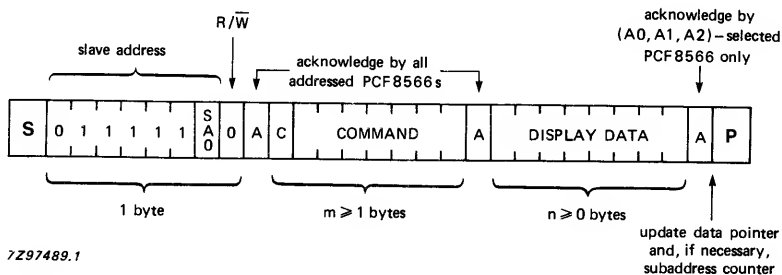 R/W̅
slave address
acknowledge by all
addressed PCF8566s
acknowledge by
(A0, A1, A2)–selected
PCF8566 only
S 0 1 1 1 1 1 SA0 0 A C COMMAND A DISPLAY DATA A P
1 byte
m ⩾ 1 bytes
n ⩾ 0 bytes
update data pointer
and, if necessary,
subaddress counter
7Z97489.1